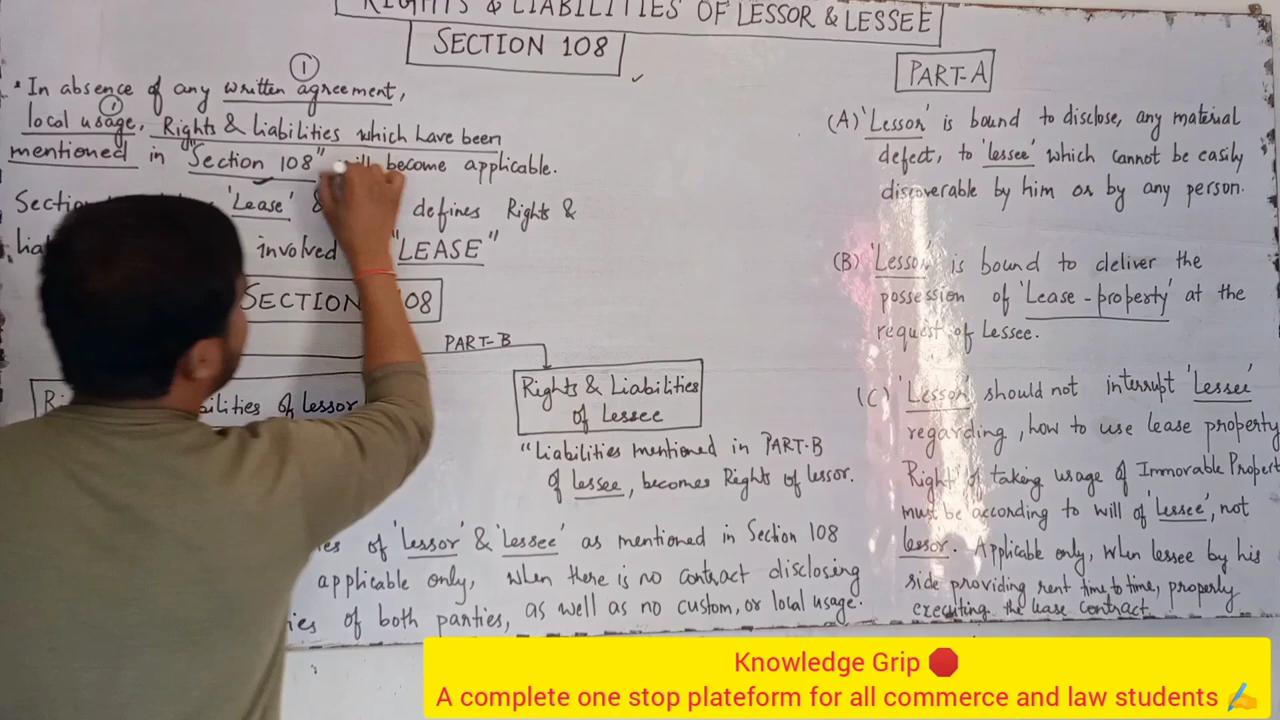 RIGHTS & LIABILITIES OF LESSOR & LESSEE
SECTION 108
①
• In absence of any written agreement,
①
local usage, Rights & liabilities which have been
mentioned in "Section 108" will become applicable.
'Lease' & defines Rights &
involved "LEASE"
SECTION 108
PART-B
of lessor
Rights & Liabilities
of Lessee
"Liabilities mentioned in PART-B
of lessee, becomes Rights of lessor.
of 'lessor' & 'lessee' as mentioned in Section 108
applicable only, when there is no contract disclosing
of both parties, as well as no custom, or local usage.
PART-A
(A) 'Lessor' is bound to disclose, any material
defect, to 'lessee' which cannot be easily
discoverable by him or by any person.
(B) 'Lessor' is bound to deliver the
possession of 'Lease-property' at the
request of Lessee.
(C) 'Lessor' should not interrupt 'Lessee'
regarding, how to use lease property
Right of taking usage of Immovable Propert
must be according to will of 'lessee', not
lessor. Applicable only, when lessee by his
side providing rent time to time, properly
executing the lease contract
Knowledge Grip 🛑
A complete one stop plateform for all commerce and law students ✍